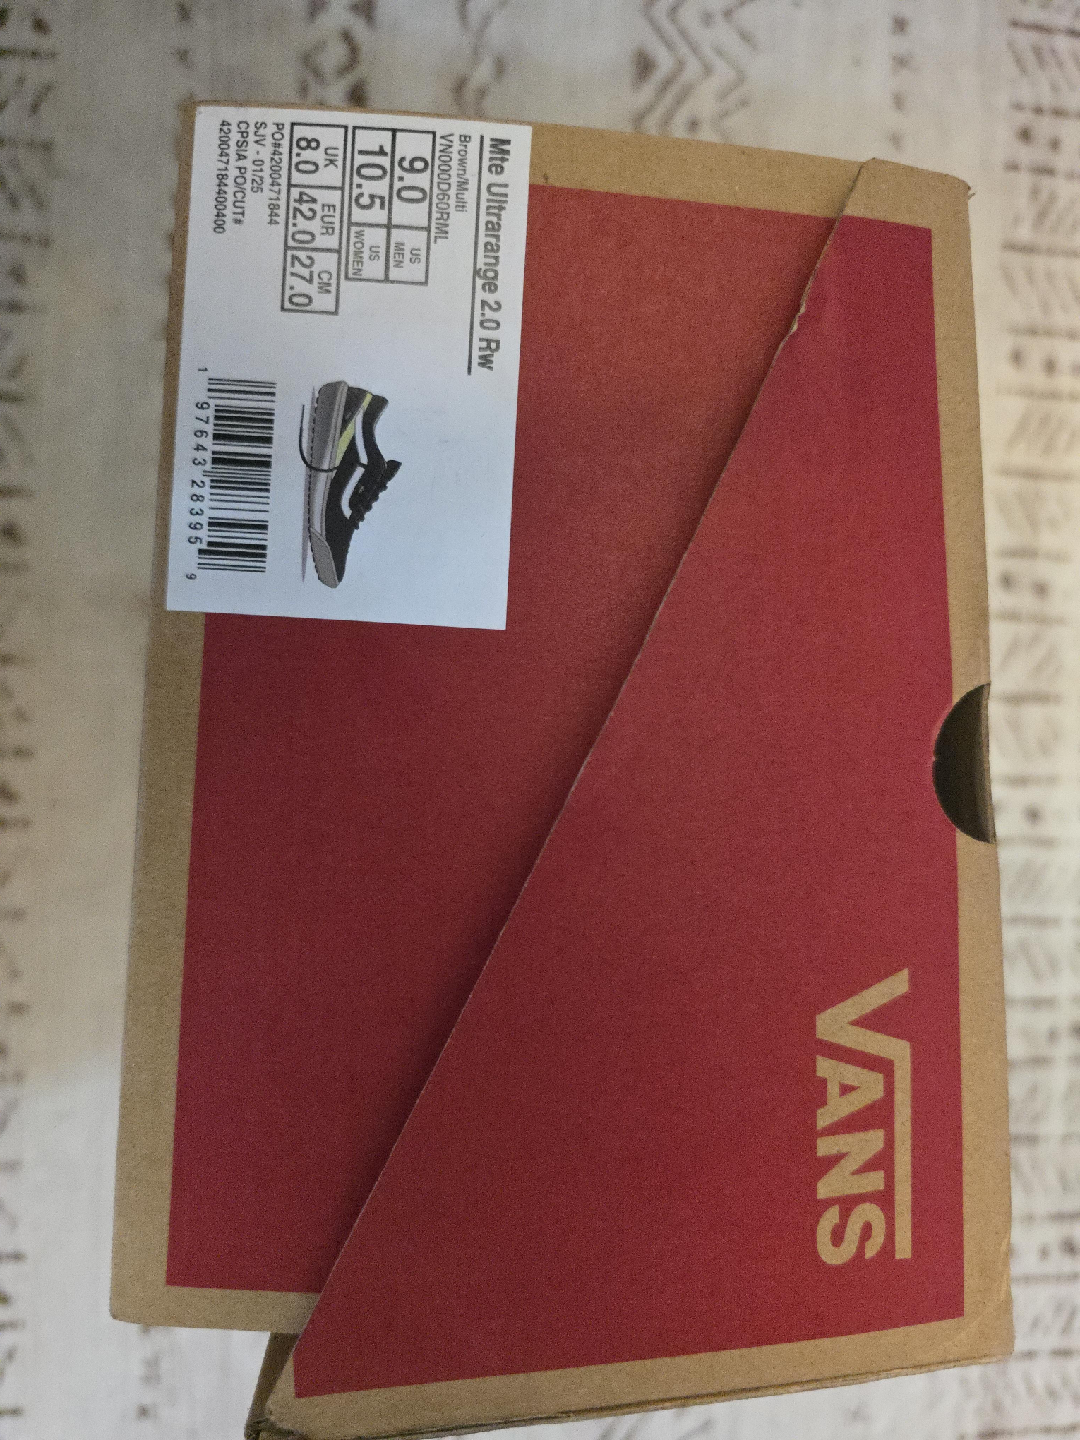 Mte Ultrarange 2.0 Rw
Brown/Multi
VN000D60RML
9.0 US MEN
10.5 US WOMEN
UK EUR CM
8.0 42.0 27.0
PO#4200471844
SJV - 01/25
CPSIA PO/CUT#
420047184400400
1 97643 28395 9
VANS